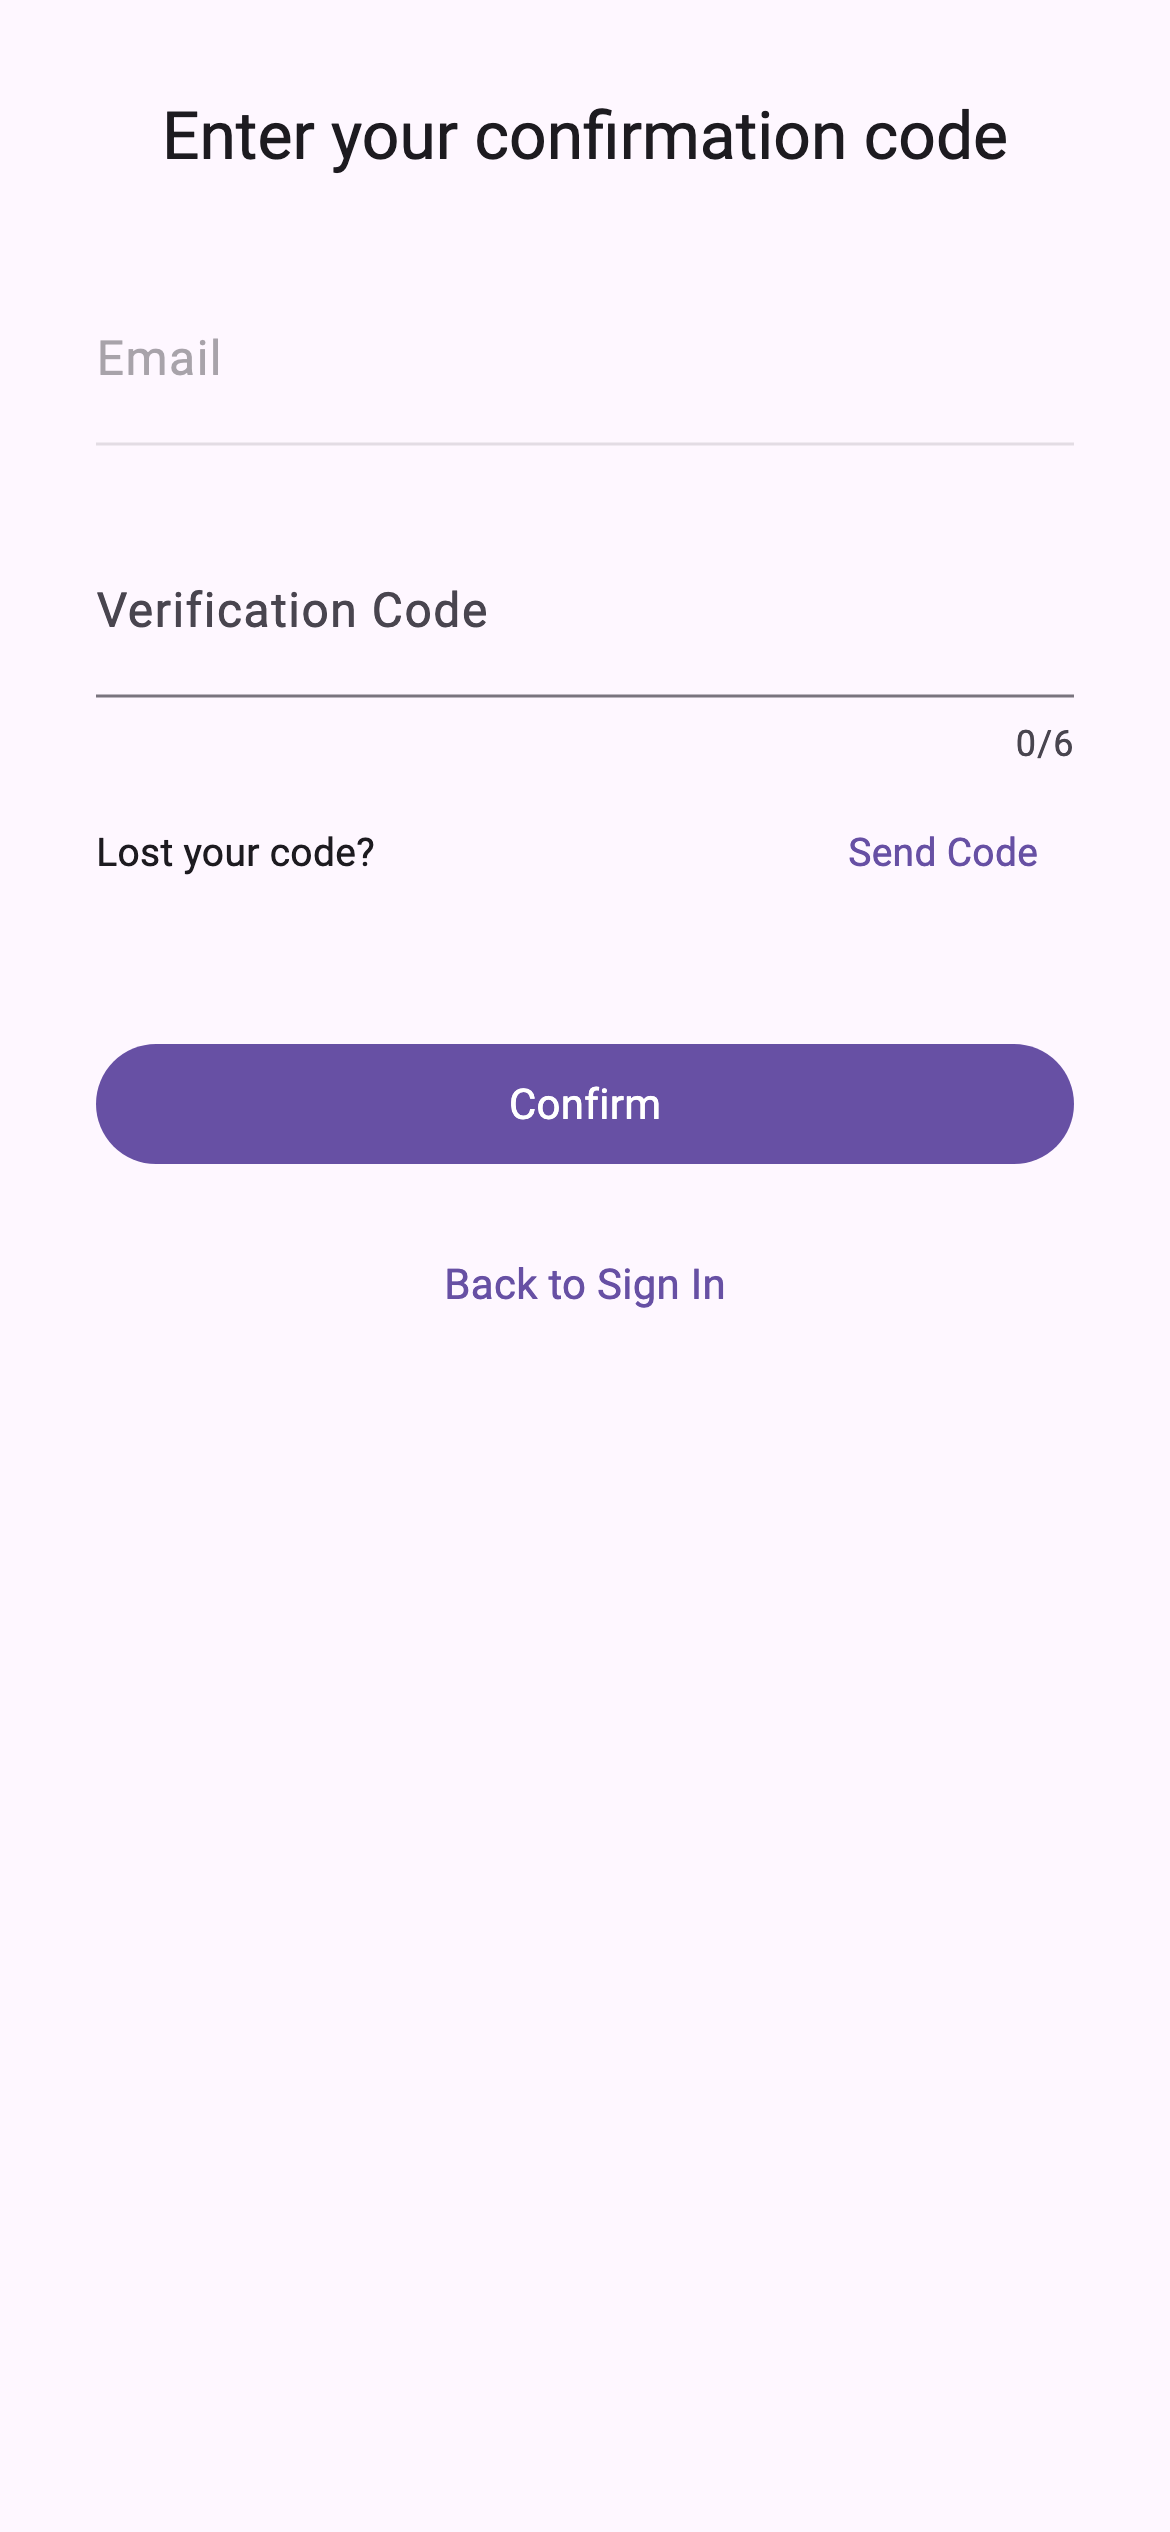 Enter your confirmation code
Email
Verification Code
0/6
Lost your code? Send Code
Confirm
Back to Sign In